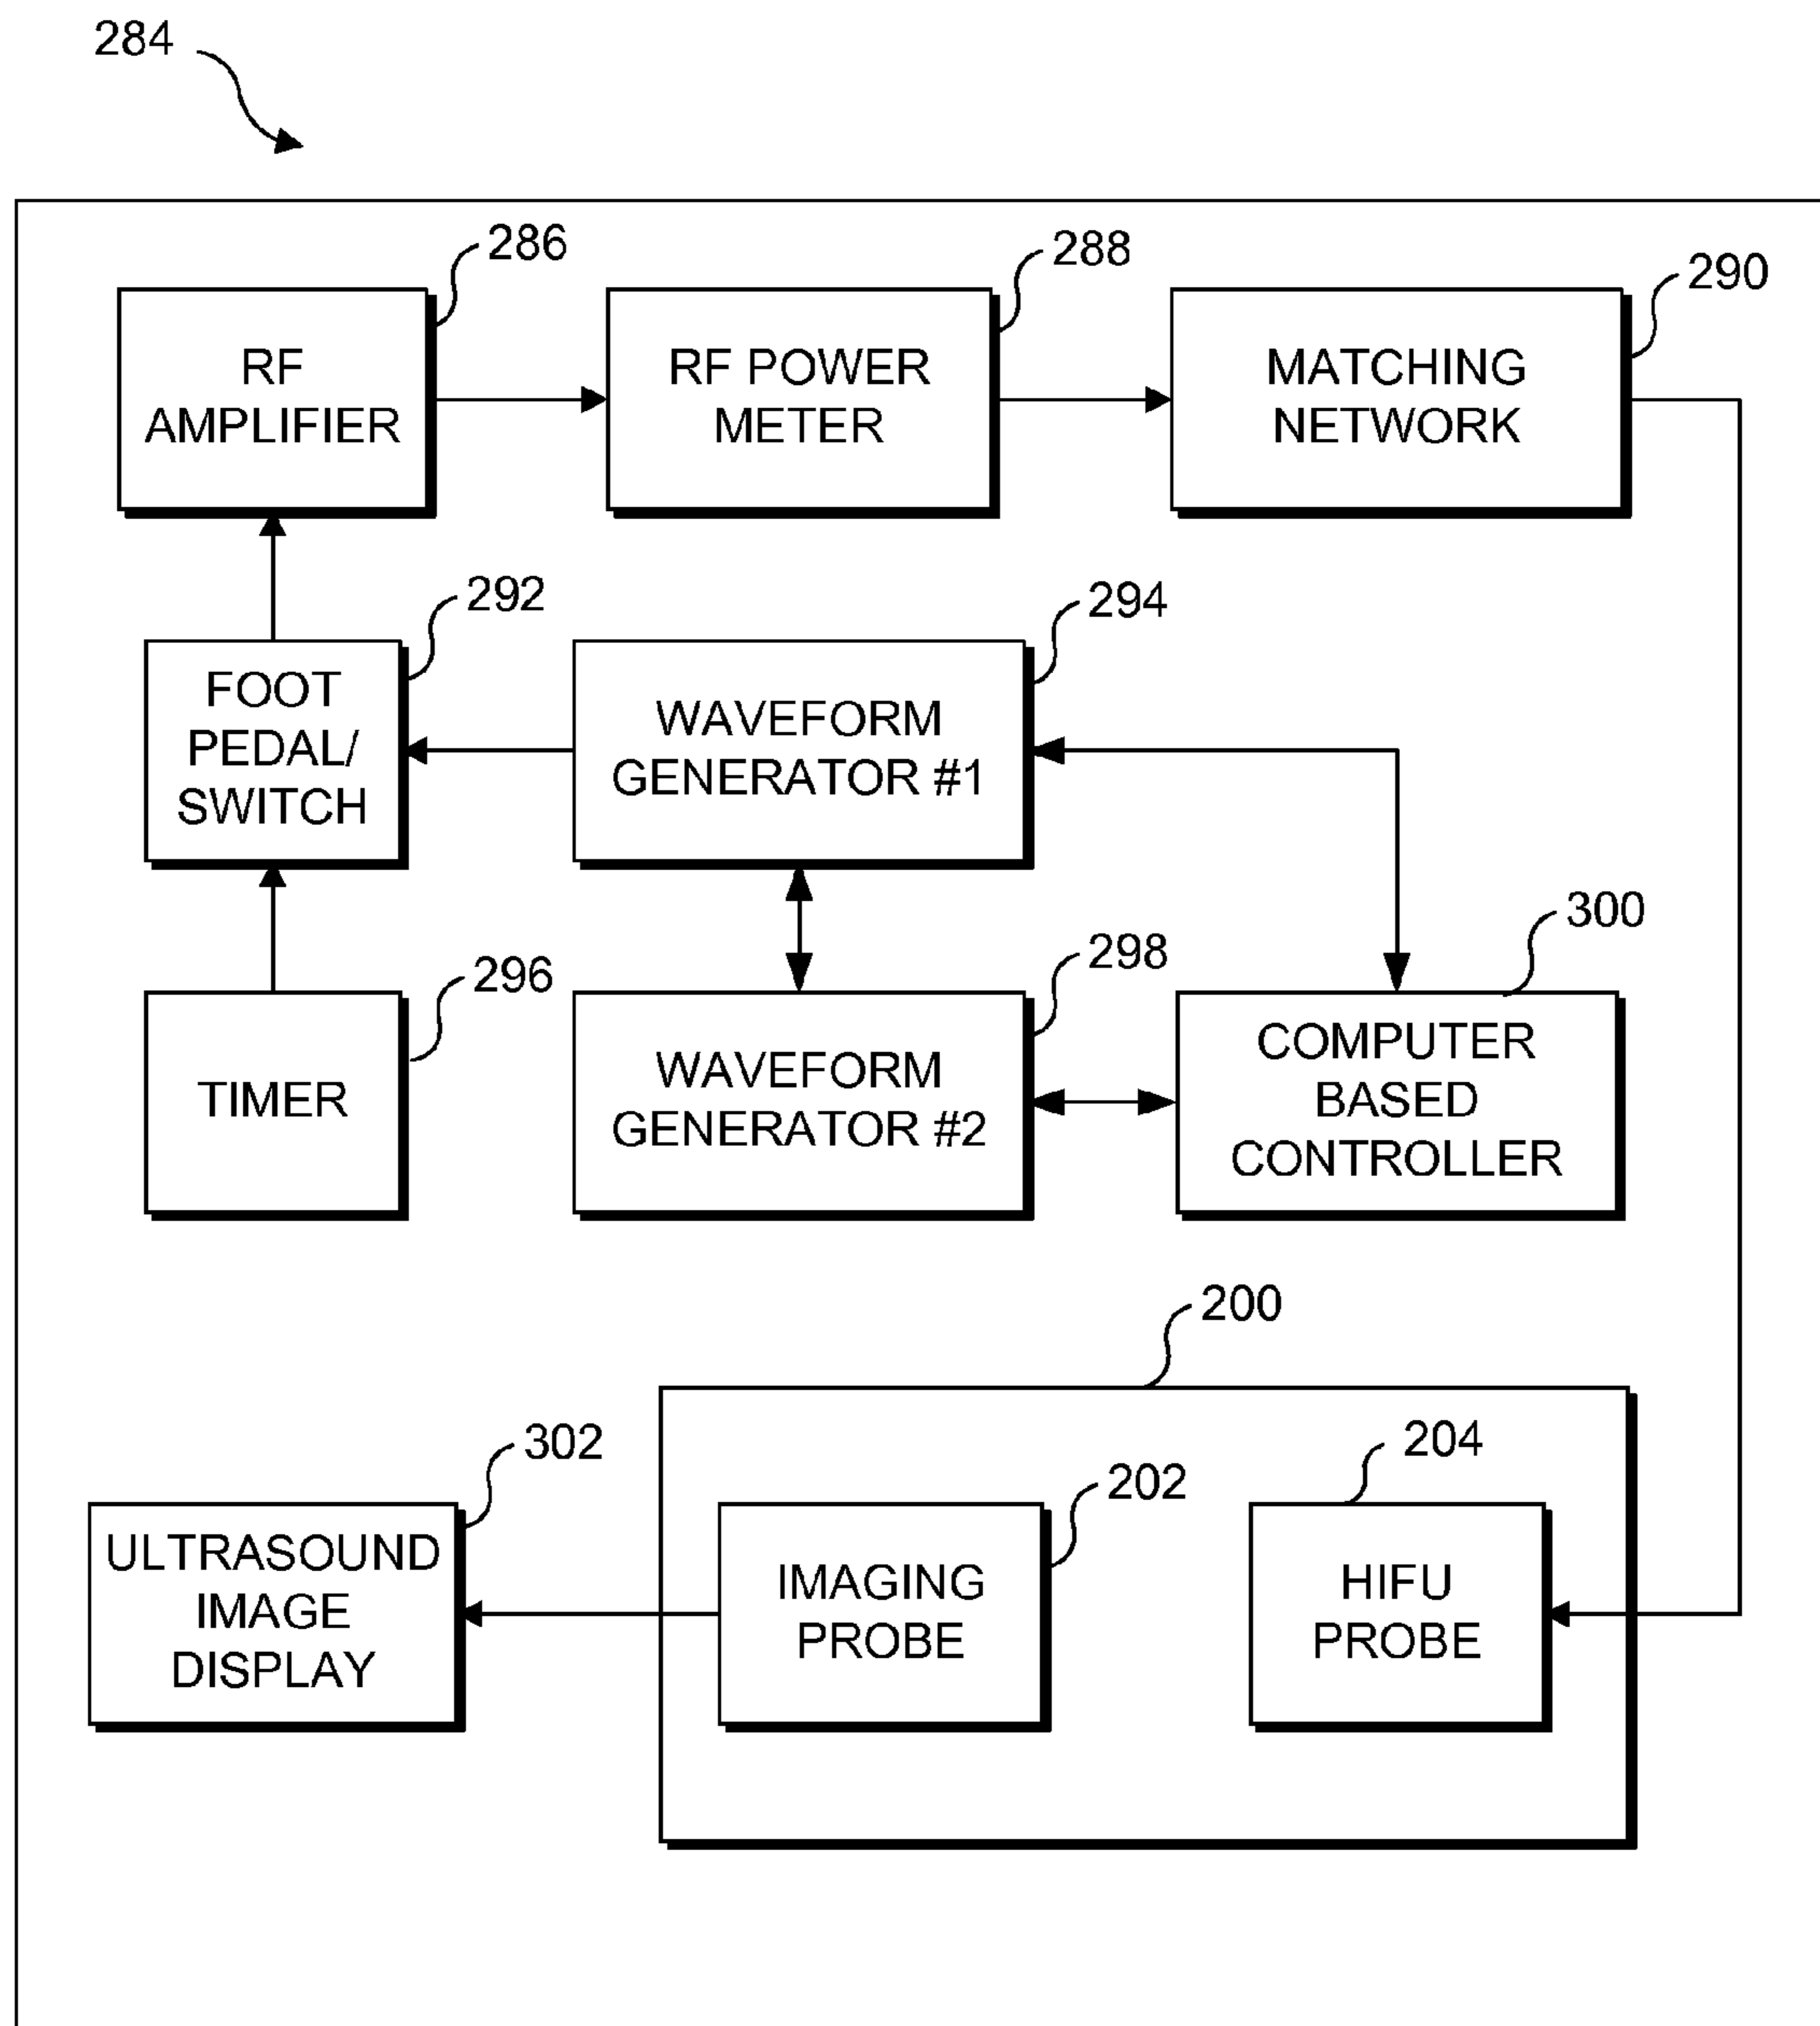 284
286
288
290
RF
AMPLIFIER
RF POWER
METER
MATCHING
NETWORK
292
294
FOOT
PEDAL/
SWITCH
WAVEFORM
GENERATOR #1
296
298
300
TIMER
WAVEFORM
GENERATOR #2
COMPUTER
BASED
CONTROLLER
200
302
202
204
ULTRASOUND
IMAGE
DISPLAY
IMAGING
PROBE
HIFU
PROBE